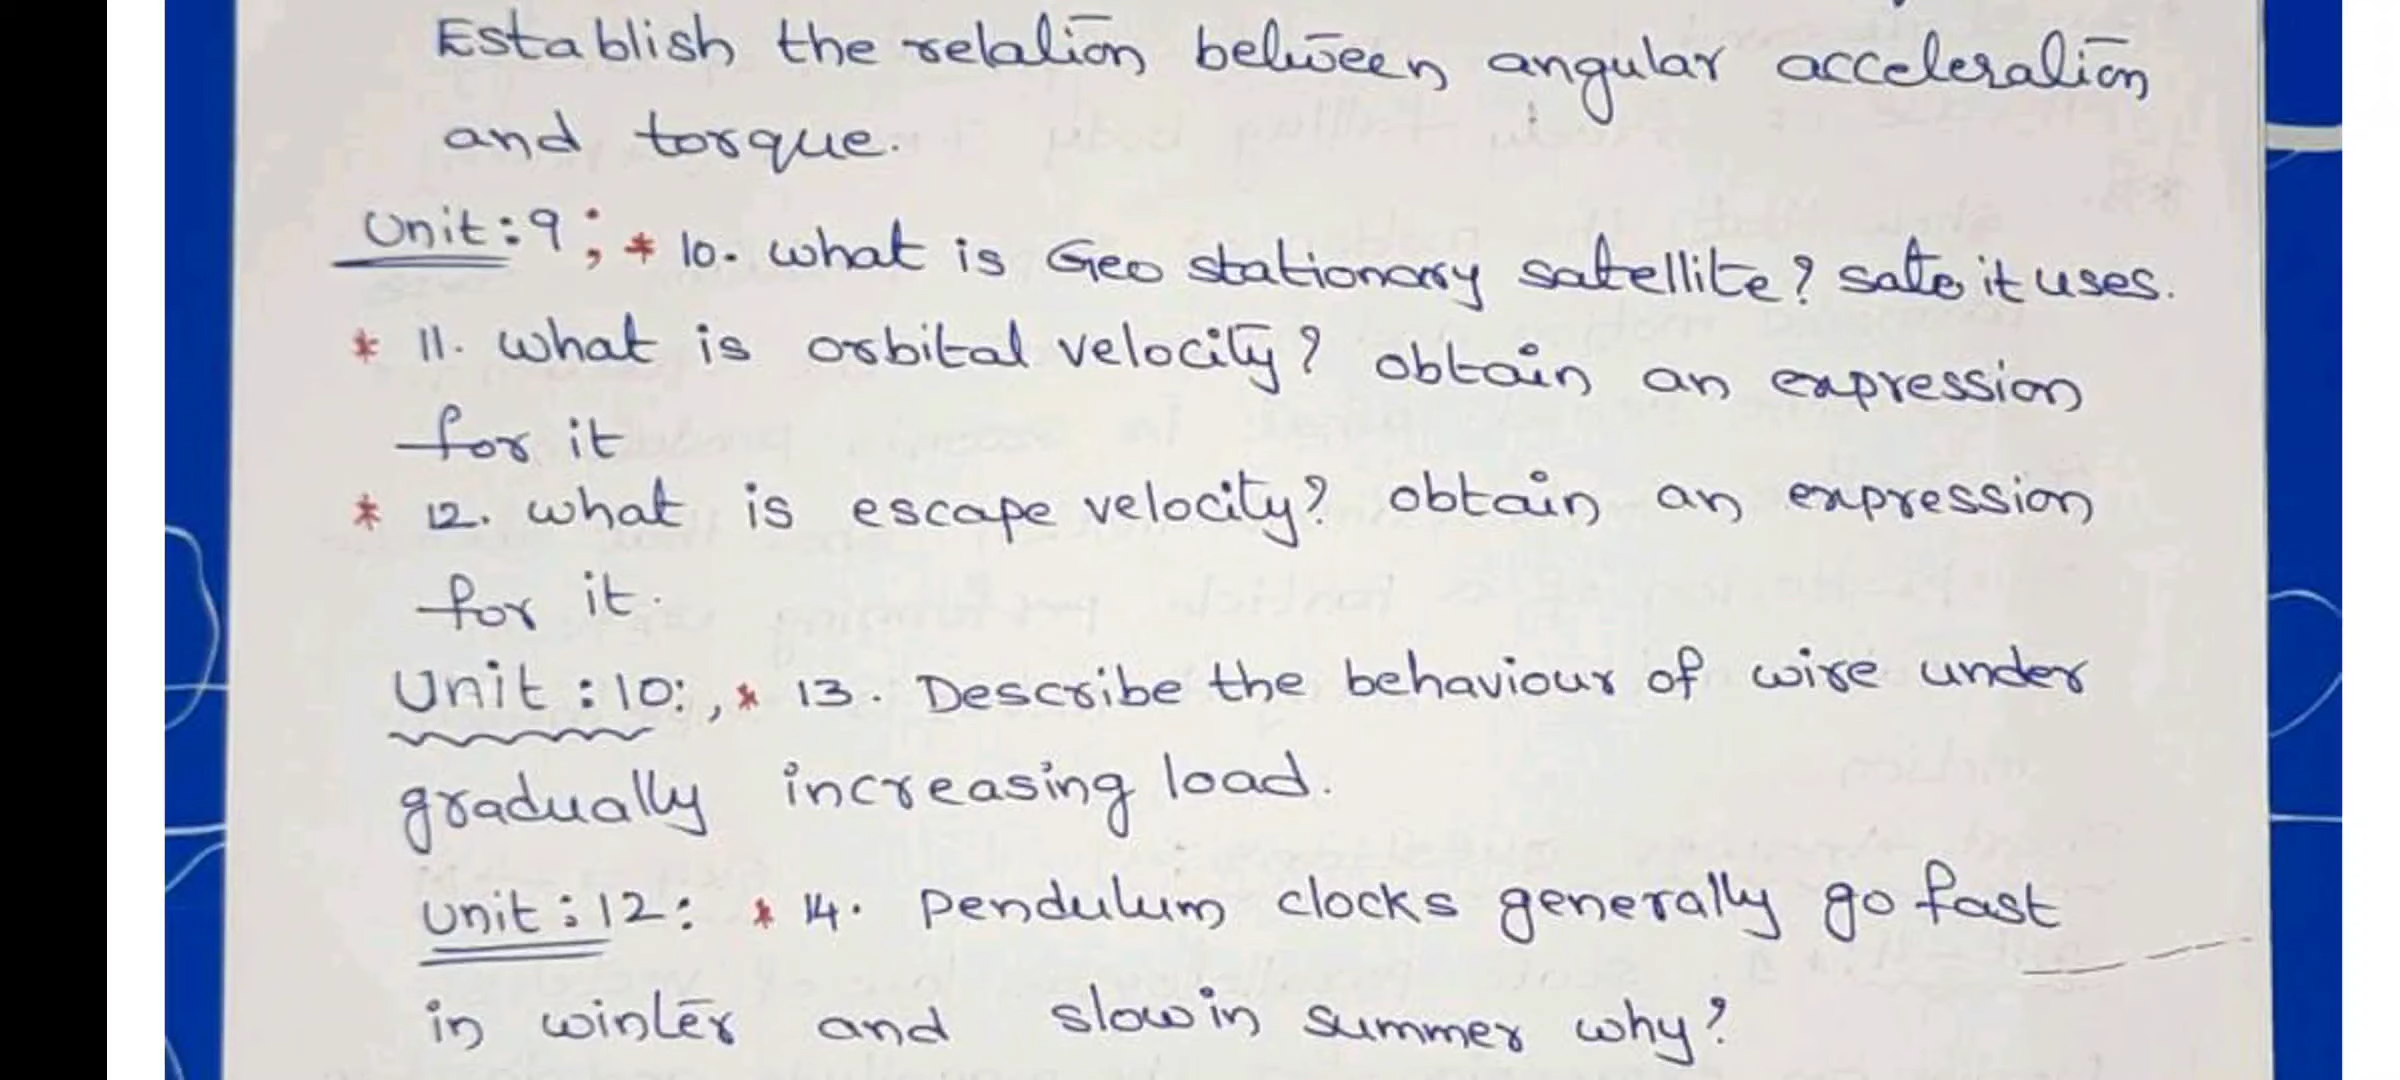 Establish the relation between angular acceleration
and torque.
Unit:9; * 10. what is Geo stationary satellite? sate it uses.
* 11. what is orbital velocity? obtain an expression
for it
* 12. what is escape velocity? obtain an expression
for it.
Unit:10:, * 13. Describe the behaviour of wire under
gradually increasing load.
Unit:12: * 14. pendulum clocks generally go fast
in winter and slow in summer why?